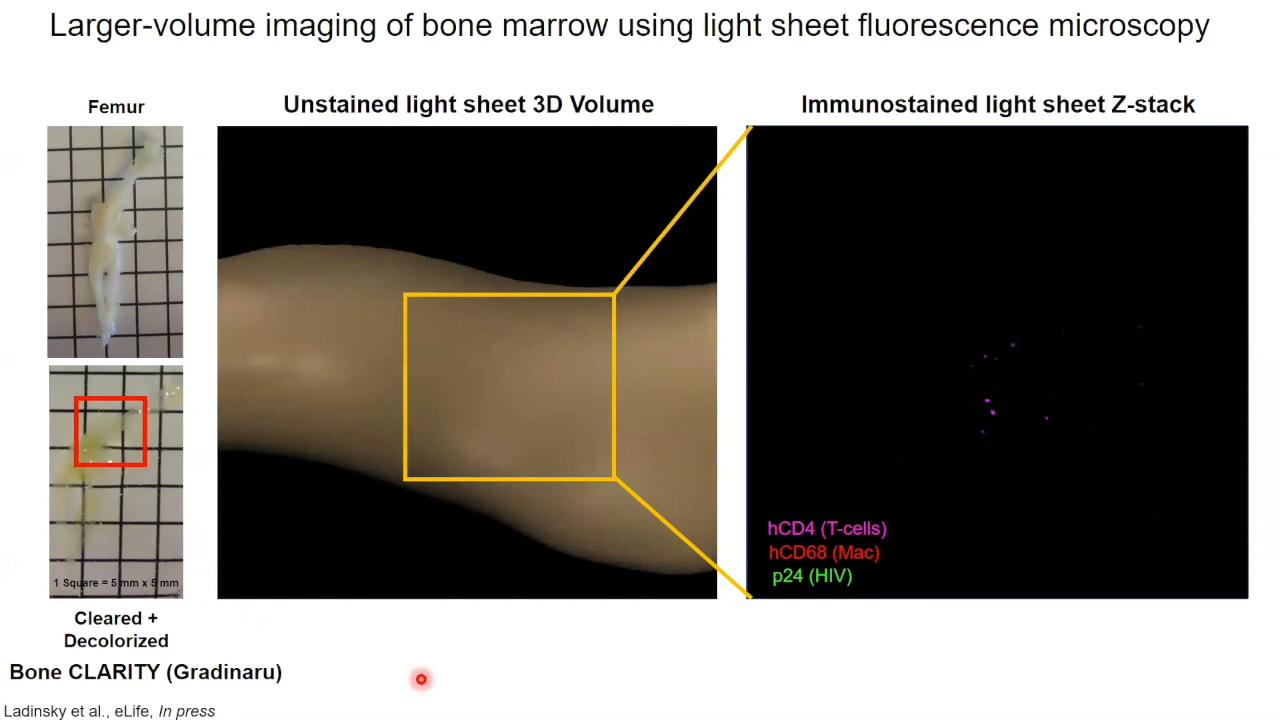 Larger-volume imaging of bone marrow using light sheet fluorescence microscopy
Femur
Unstained light sheet 3D Volume
Immunostained light sheet Z-stack
hCD4 (T-cells)
hCD68 (Mac)
p24 (HIV)
1 Square = 5 mm x 5 mm
Cleared +
Decolorized
Bone CLARITY (Gradinaru)
Ladinsky et al., eLife, In press